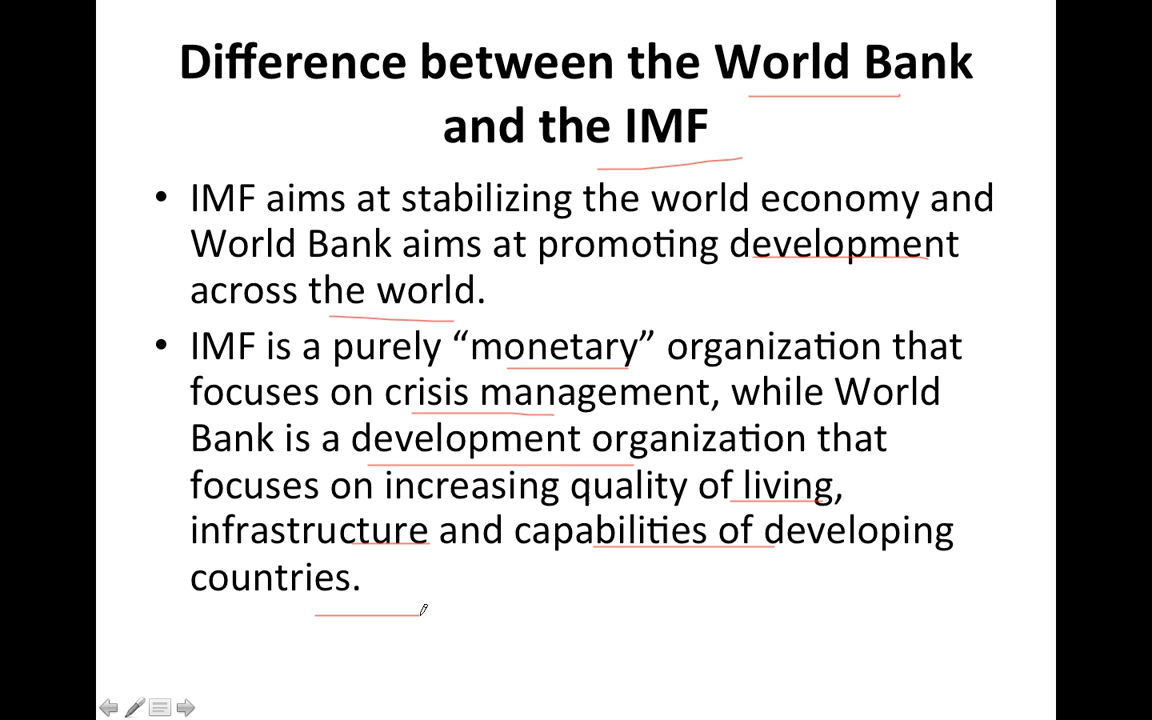 Difference between the World Bank
and the IMF
• IMF aims at stabilizing the world economy and
World Bank aims at promoting development
across the world.
• IMF is a purely “monetary” organization that
focuses on crisis management, while World
Bank is a development organization that
focuses on increasing quality of living,
infrastructure and capabilities of developing
countries.